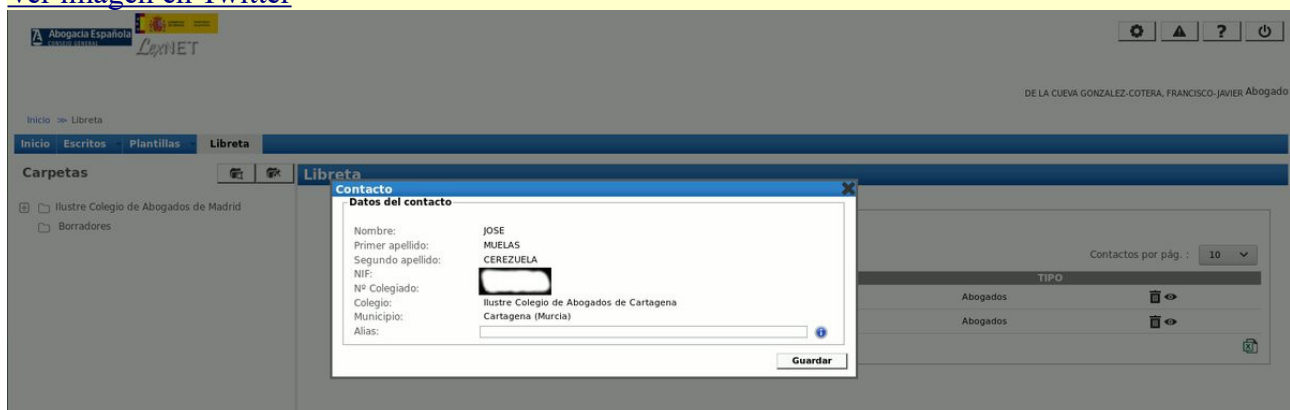 Ver imagen en Twitter
Abogacía Española
CONSEJO GENERAL
LexNET
DE LA CUEVA GONZALEZ-COTERA, FRANCISCO-JAVIER Abogado
Inicio >> Libreta
Inicio Escritos Plantillas Libreta
Carpetas
Libreta
Ilustre Colegio de Abogados de Madrid
Borradores
Contacto
Datos del contacto
Nombre: JOSE
Primer apellido: MUELAS
Segundo apellido: CEREZUELA
NIF:
Nº Colegiado:
Colegio: Ilustre Colegio de Abogados de Cartagena
Municipio: Cartagena (Murcia)
Alias:
Guardar
Contactos por pág. : 10
TIPO
Abogados
Abogados